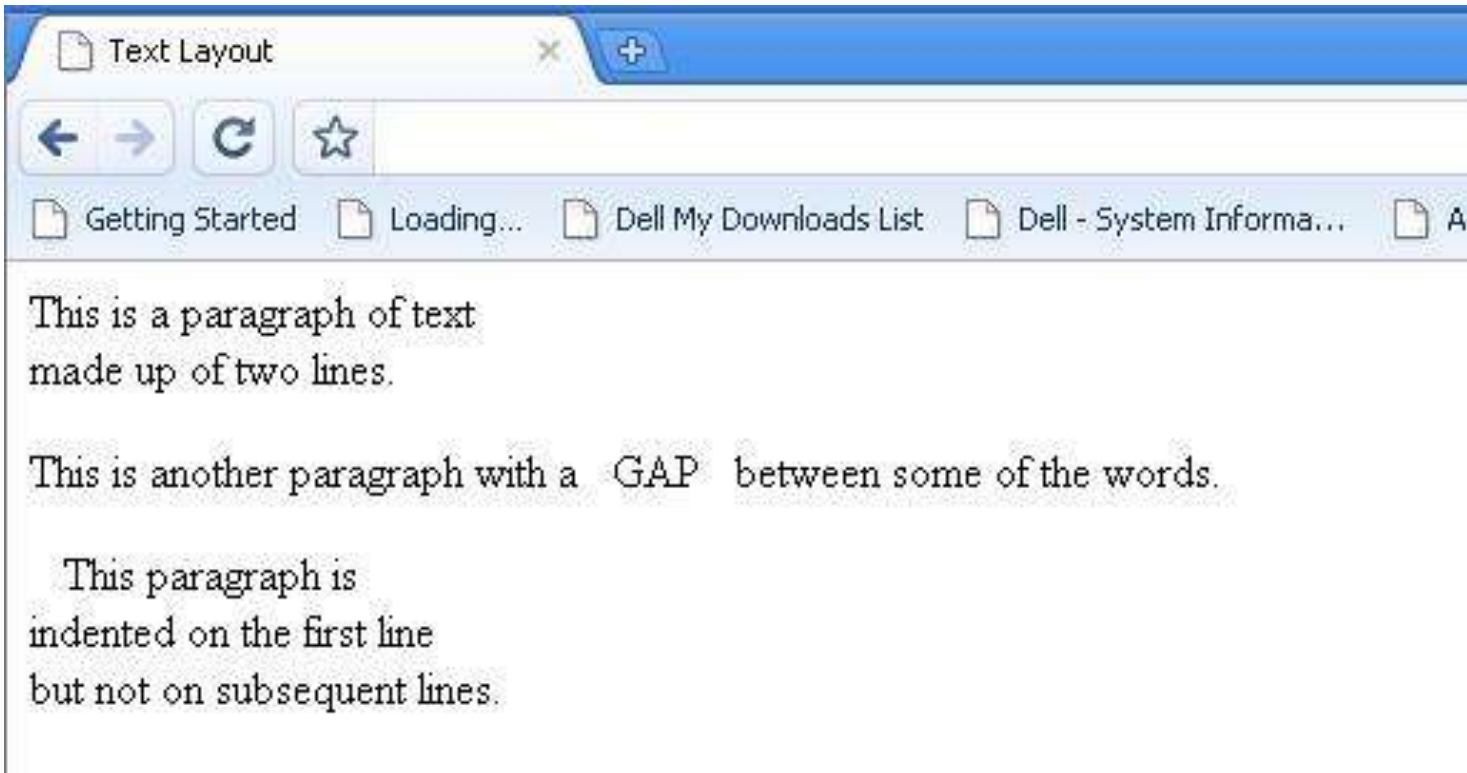 Text Layout
Getting Started Loading... Dell My Downloads List Dell - System Informa... A
This is a paragraph of text
made up of two lines.
This is another paragraph with a   GAP   between some of the words.
   This paragraph is
indented on the first line
but not on subsequent lines.